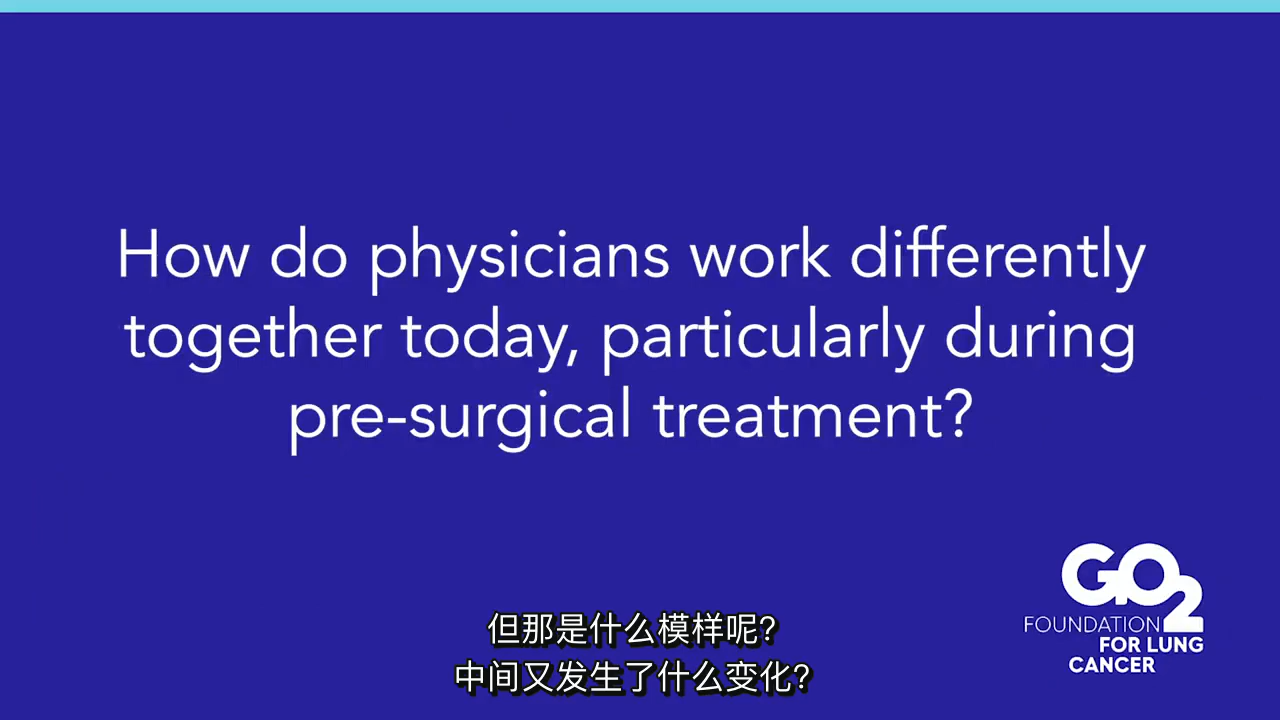 How do physicians work differently
together today, particularly during
pre-surgical treatment?
GO2
FOUNDATION
FOR LUNG
CANCER
但那是什么模样呢?
中间又发生了什么变化?